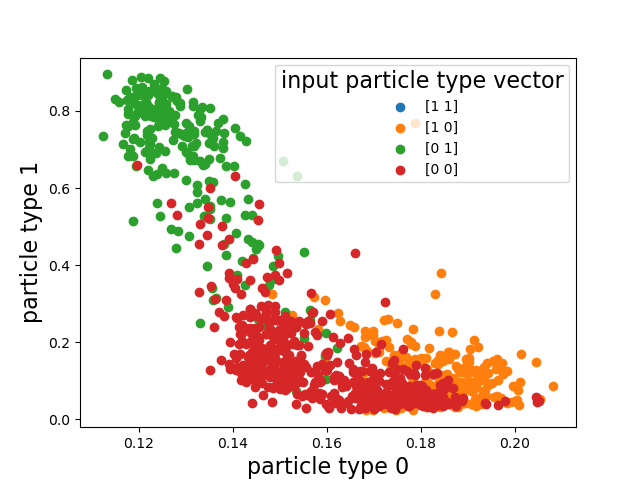 input particle type vector
[1 1]
[1 0]
[0 1]
[0 0]
particle type 1
0.8
0.6
0.4
0.2
0.0
0.12 0.14 0.16 0.18 0.20
particle type 0